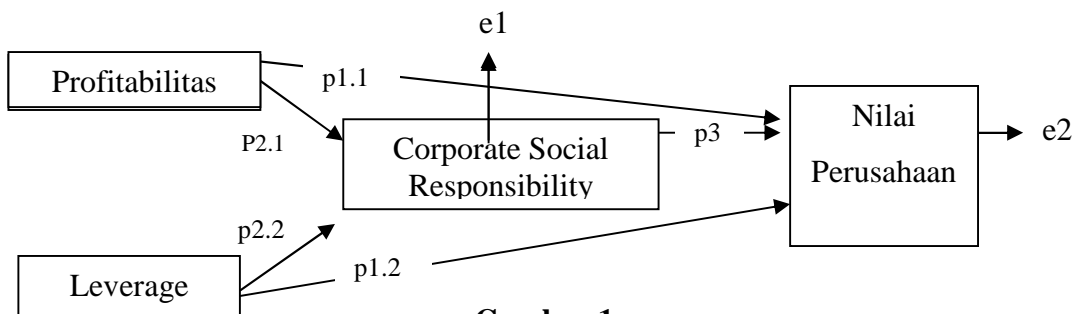 e1
Profitabilitas
p1.1
Nilai
Perusahaan
P2.1
Corporate Social
Responsibility
p3
e2
p2.2
p1.2
Leverage